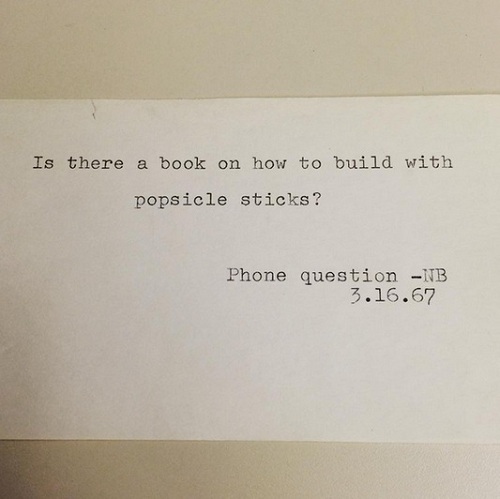 Is there a book on how to build with
popsicle sticks?
Phone question -NB
3.16.67